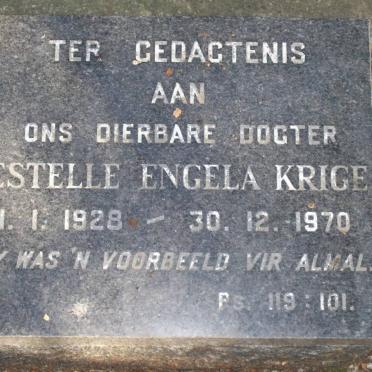 TER GEDAGTENIS
AAN
ONS DIERBARE DOGTER
ESTELLE ENGELA KRIGE
1. 1. 1928 — 30. 12. 1970
Y WAS 'N VOORBEELD VIR ALMAL.
Ps. 119 : 101.